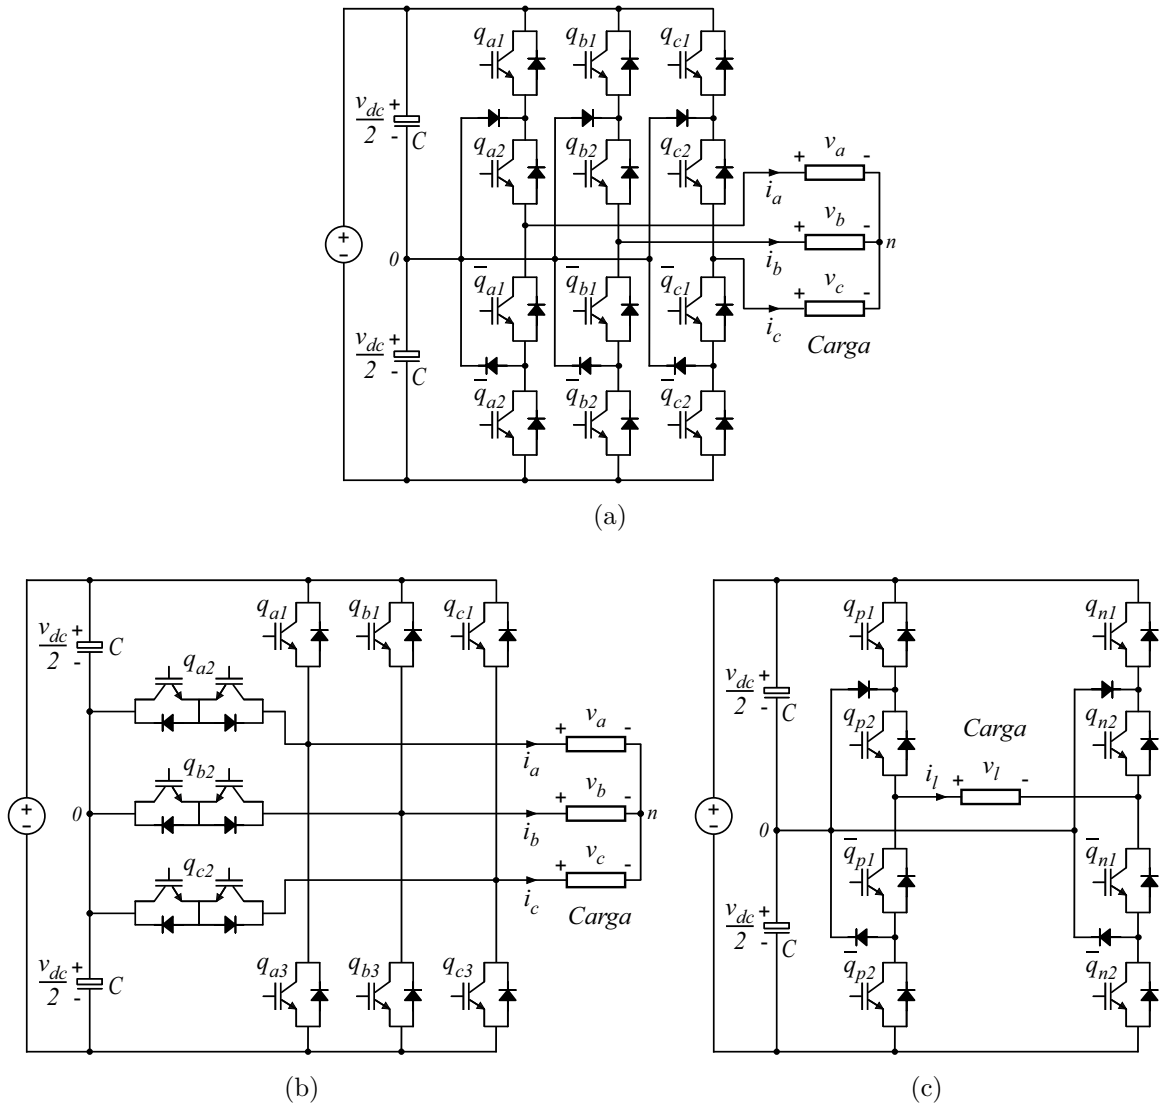 q_a1 q_b1 q_c1
v_dc/2 + - C
q_a2 q_b2 q_c2
+ v_a -
i_a
+ v_b -
i_b
n
+ v_c -
i_c
Carga
+ -
0
q̅_a1 q̅_b1 q̅_c1
v_dc/2 + - C
q̅_a2 q̅_b2 q̅_c2
(a)
q_a1 q_b1 q_c1
v_dc/2 + - C
q_a2
+ v_a -
i_a
q_b2
+ -
0
+ v_b -
i_b
n
q_c2
+ v_c -
i_c
Carga
v_dc/2 + - C
q_a3 q_b3 q_c3
(b)
q_p1 q_n1
v_dc/2 + - C
q_p2 q_n2
Carga
i_l + v_l -
+ -
0
q̅_p1 q̅_n1
v_dc/2 + - C
q̅_p2 q̅_n2
(c)